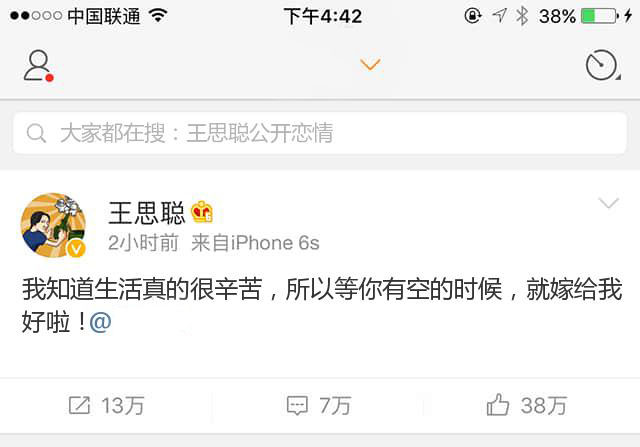 中国联通 下午4:42 38%
大家都在搜：王思聪公开恋情
王思聪
2小时前 来自iPhone 6s
我知道生活真的很辛苦，所以等你有空的时候，就嫁给我
好啦！@
13万 7万 38万